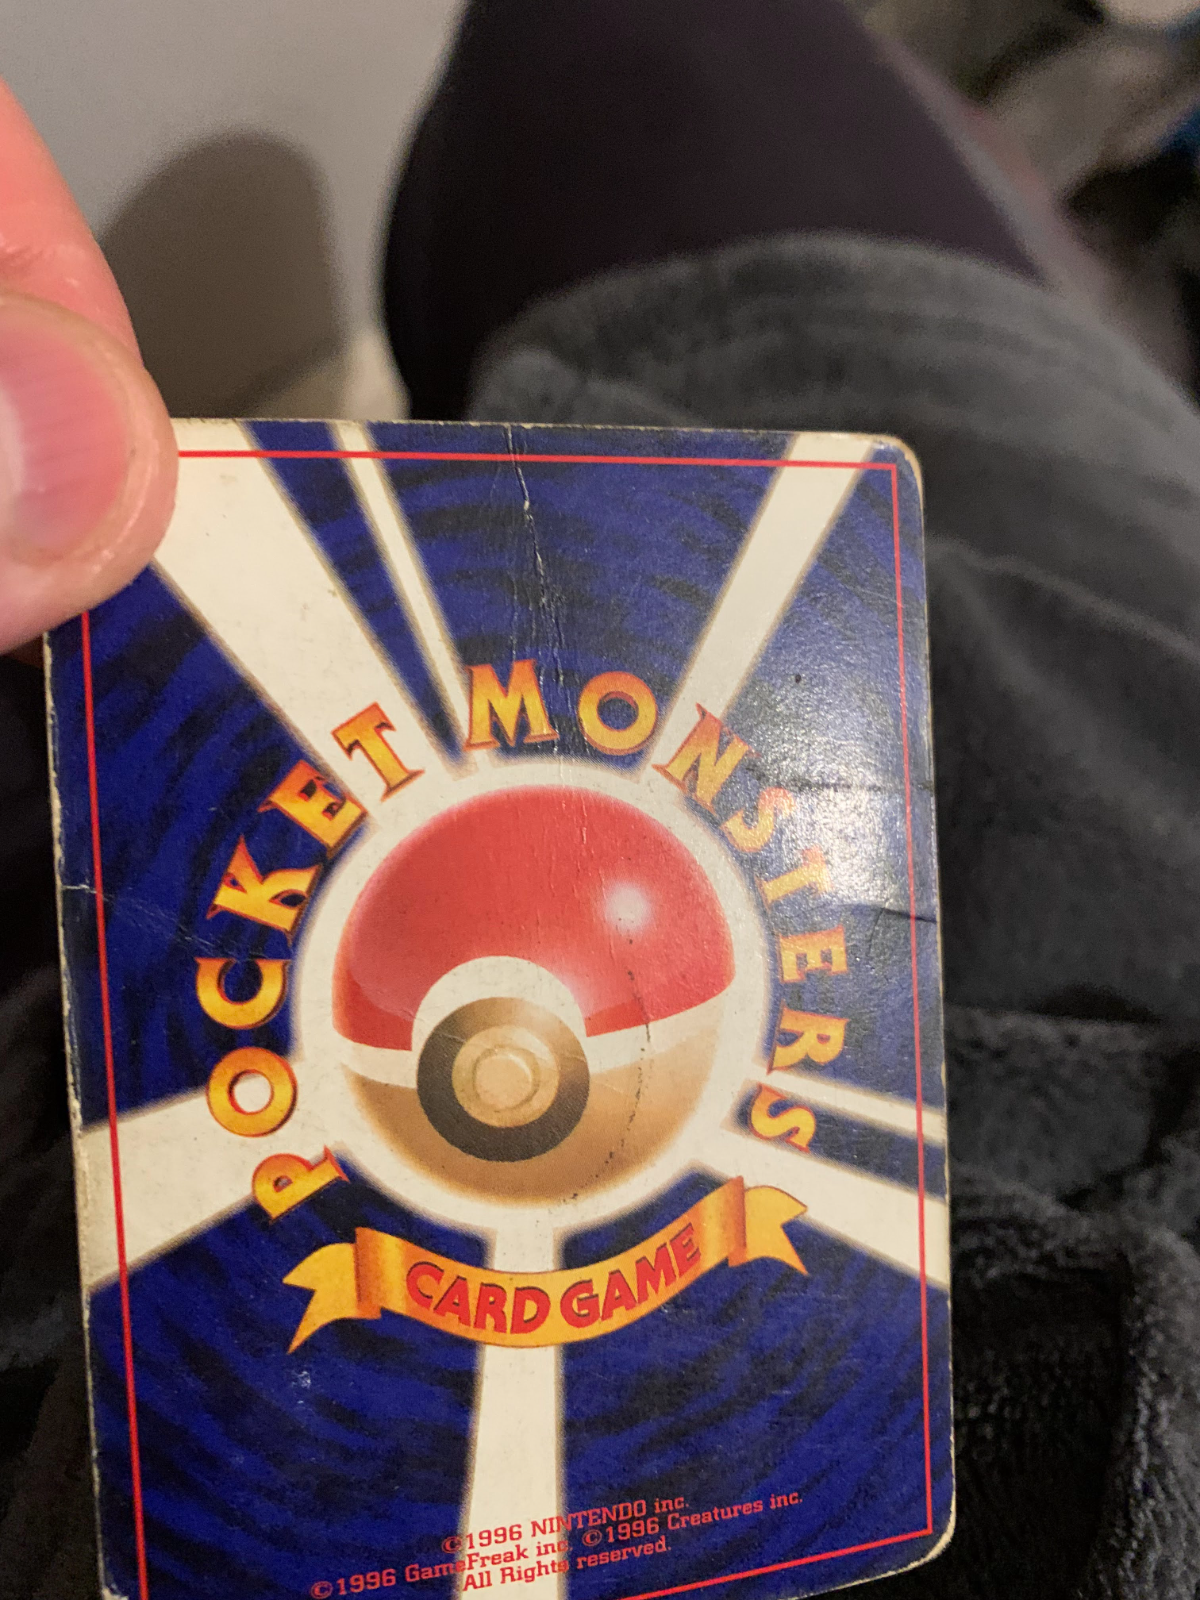 POCKET MONSTERS
CARD GAME
©1996 NINTENDO inc.
©1996 GameFreak inc. ©1996 Creatures inc.
All Rights reserved.